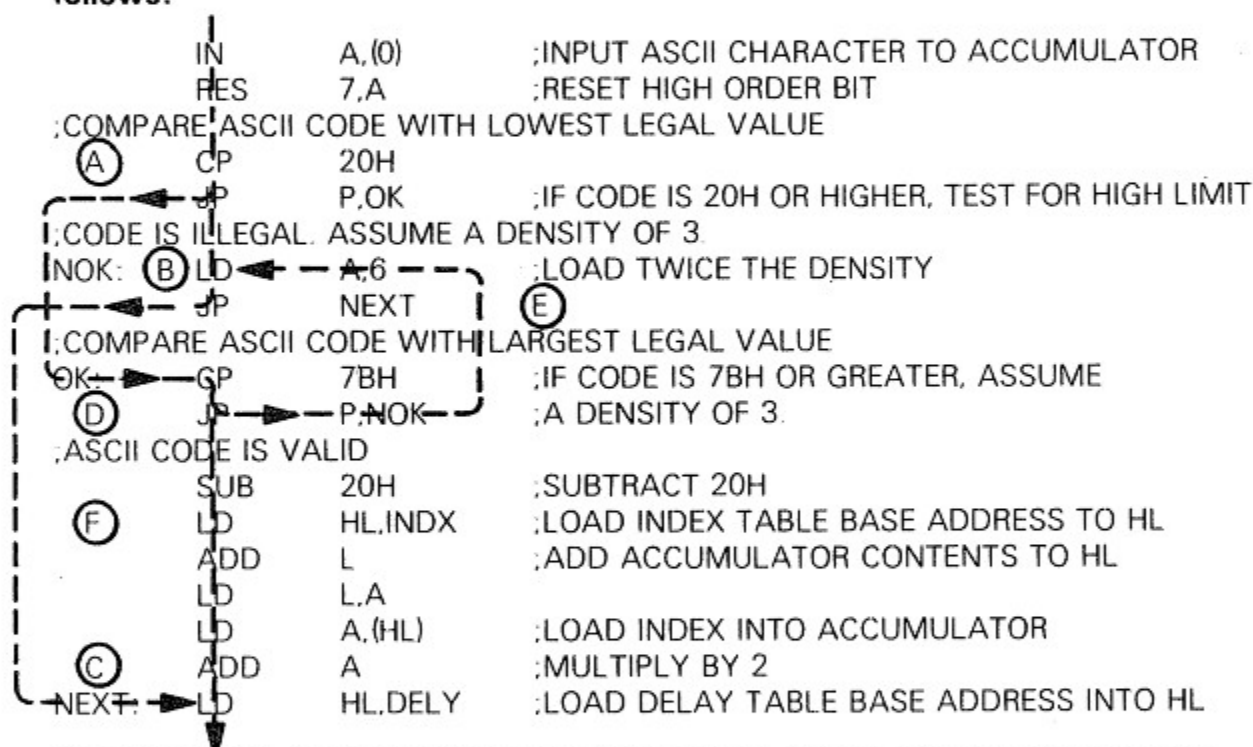 follows:
IN A,(0) ;INPUT ASCII CHARACTER TO ACCUMULATOR
RES 7,A ;RESET HIGH ORDER BIT
;COMPARE ASCII CODE WITH LOWEST LEGAL VALUE
A CP 20H
JP P,OK ;IF CODE IS 20H OR HIGHER, TEST FOR HIGH LIMIT
;CODE IS ILLEGAL. ASSUME A DENSITY OF 3.
NOK: B LD A,6 ;LOAD TWICE THE DENSITY
JP NEXT E
;COMPARE ASCII CODE WITH LARGEST LEGAL VALUE
OK: CP 7BH ;IF CODE IS 7BH OR GREATER, ASSUME
D JP P,NOK ;A DENSITY OF 3.
;ASCII CODE IS VALID
SUB 20H ;SUBTRACT 20H
F LD HL,INDX ;LOAD INDEX TABLE BASE ADDRESS TO HL
ADD L ;ADD ACCUMULATOR CONTENTS TO HL
LD L,A
LD A,(HL) ;LOAD INDEX INTO ACCUMULATOR
C ADD A ;MULTIPLY BY 2
NEXT: LD HL,DELY ;LOAD DELAY TABLE BASE ADDRESS INTO HL